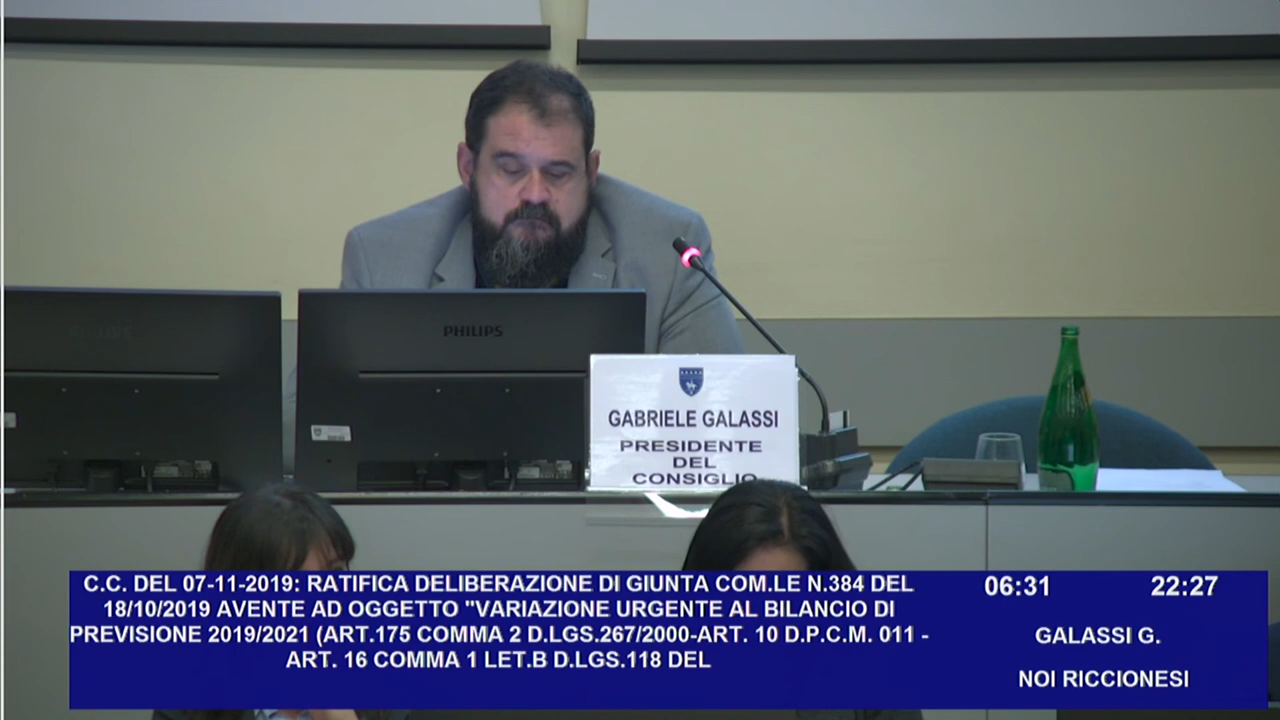 PHILIPS
PHILIPS
GABRIELE GALASSI
PRESIDENTE
DEL
CONSIGLIO
C.C. DEL 07-11-2019: RATIFICA DELIBERAZIONE DI GIUNTA COM.LE N.384 DEL
18/10/2019 AVENTE AD OGGETTO "VARIAZIONE URGENTE AL BILANCIO DI
PREVISIONE 2019/2021 (ART.175 COMMA 2 D.LGS.267/2000-ART. 10 D.P.C.M. 011 -
ART. 16 COMMA 1 LET.B D.LGS.118 DEL
06:31 22:27
GALASSI G.
NOI RICCIONESI